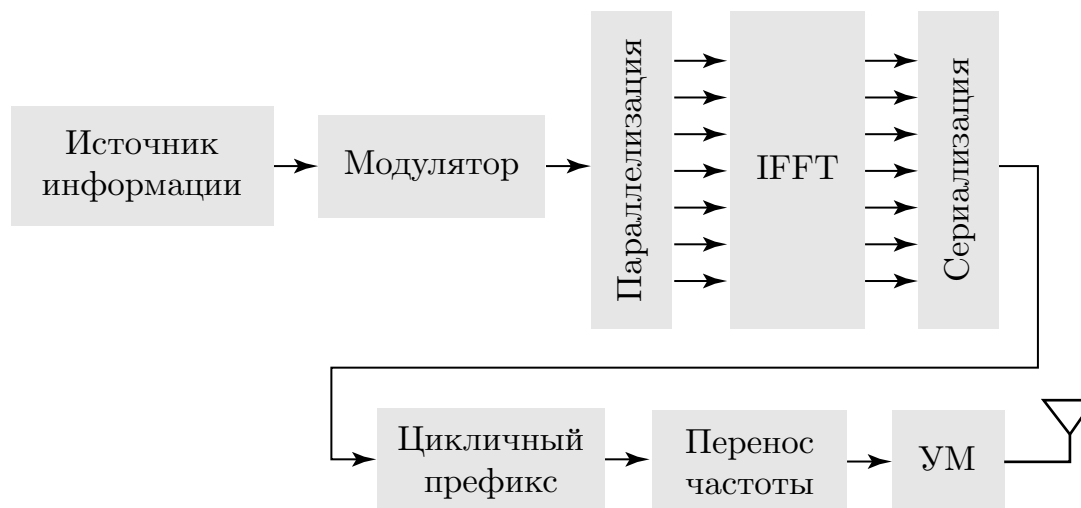 Источник
информации
Модулятор
Параллелизация
IFFT
Сериализация
Цикличный
префикс
Перенос
частоты
УМ